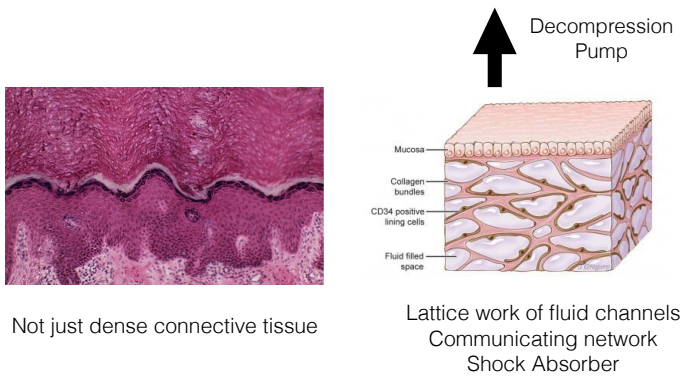 Decompression
Pump
Mucosa
Collagen
bundles
CD34 positive
lining cells
Fluid filled
space
Not just dense connective tissue
Lattice work of fluid channels
Communicating network
Shock Absorber